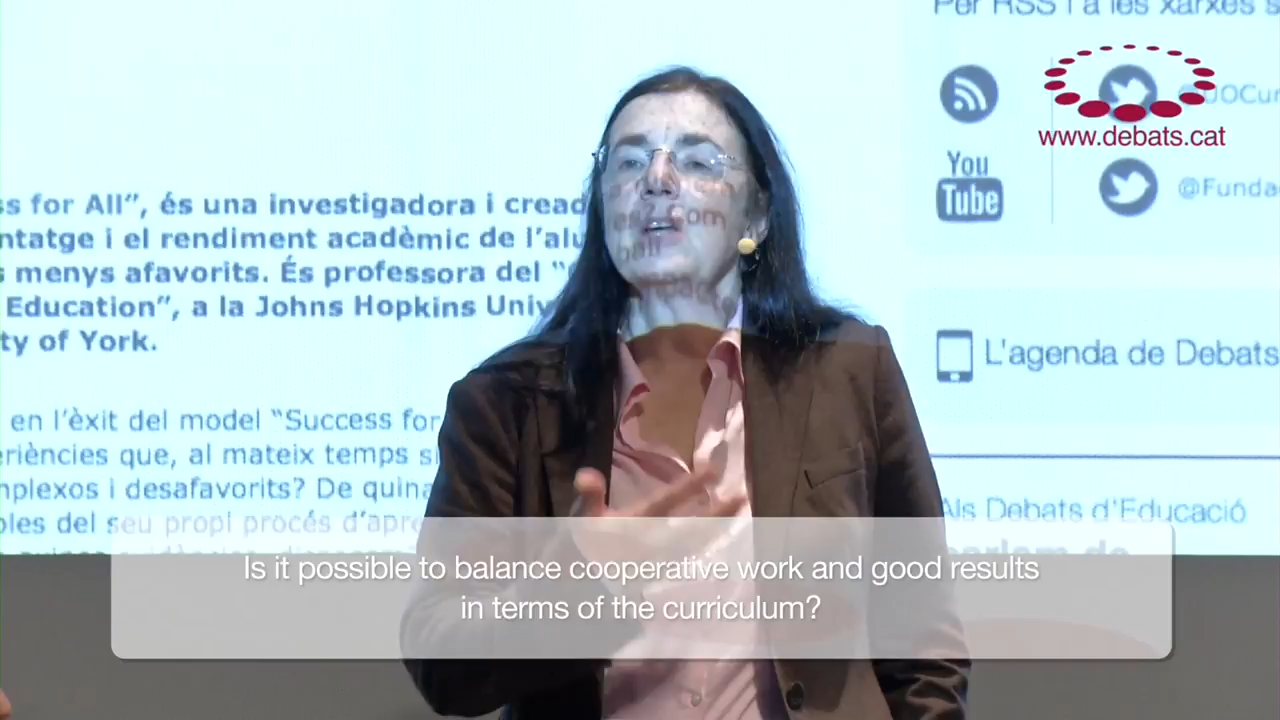 Per RSS i a les xarxes s
www.debats.cat
You
Tube
@Funda
ss for All”, és una investigadora i cread
ntatge i el rendiment acadèmic de l’alu
s menys afavorits. És professora del “
Education”, a la Johns Hopkins Univ
ty of York.
L'agenda de Debats
en l’èxit del model “Success for
riències que, al mateix temps s
mplexos i desafavorits? De quina
bles del seu propi procés d’apre
Als Debats d'Educació
parlem de
Is it possible to balance cooperative work and good results
in terms of the curriculum?